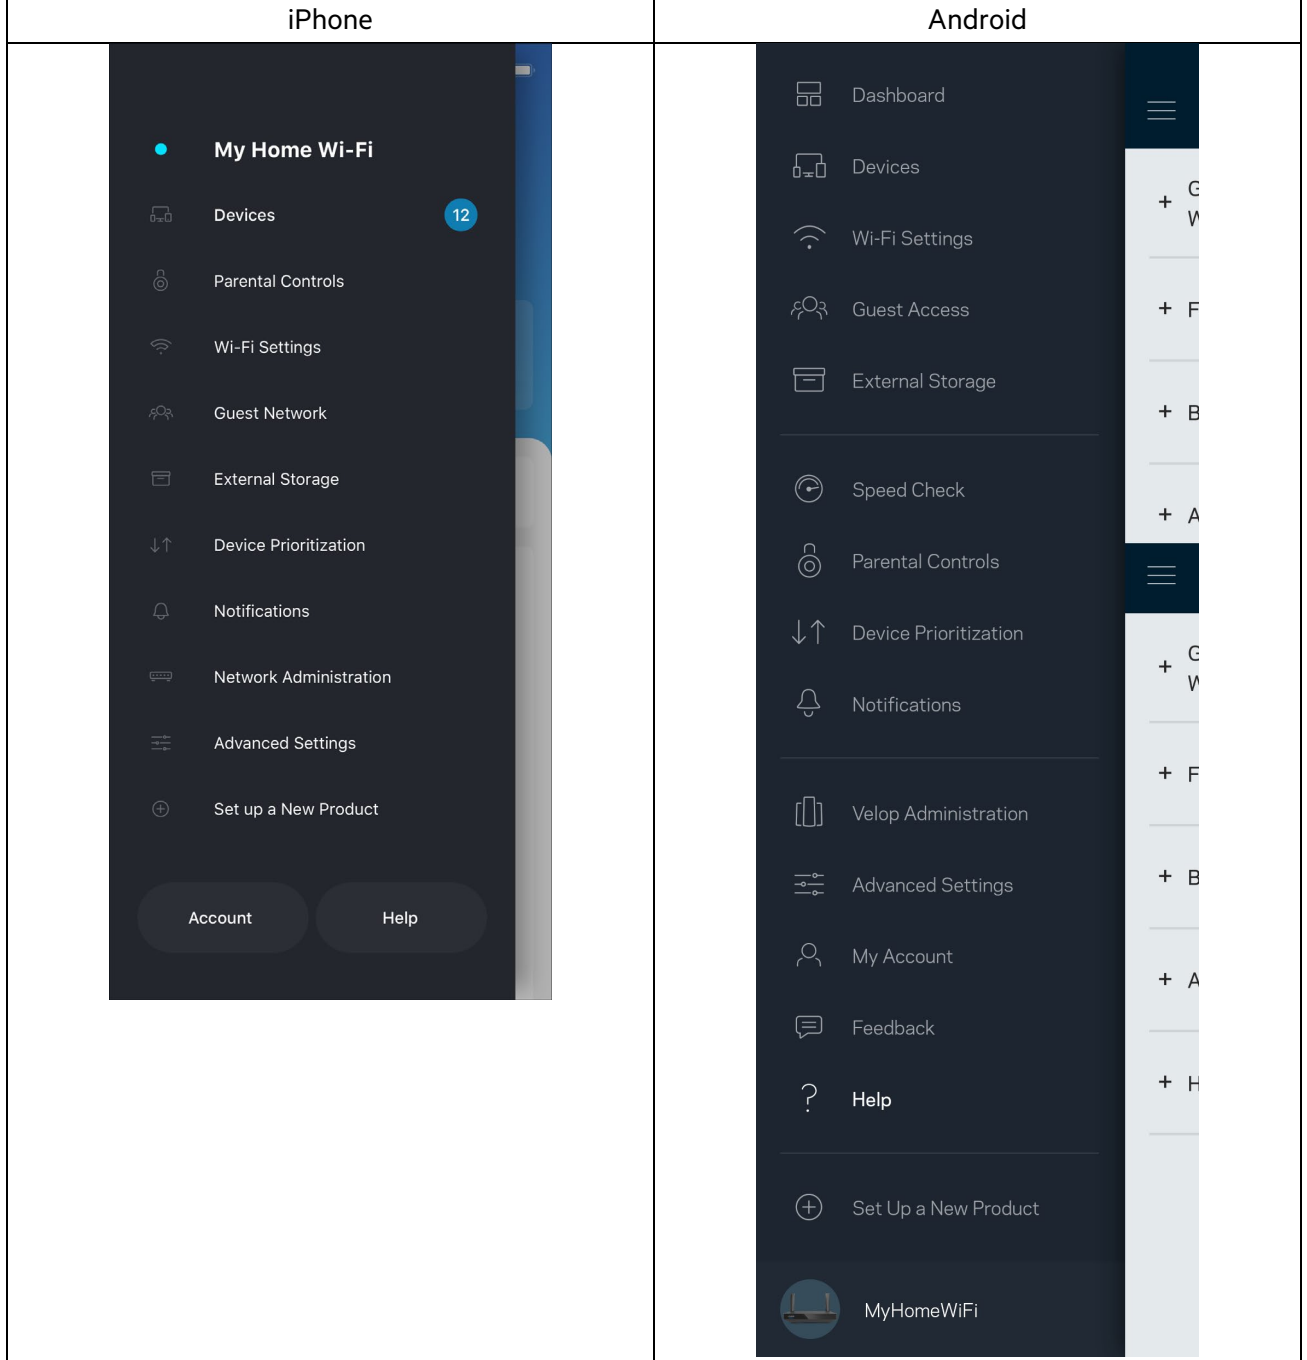 iPhone
Android
My Home Wi-Fi
Devices
12
Parental Controls
Wi-Fi Settings
Guest Network
External Storage
Device Prioritization
Notifications
Network Administration
Advanced Settings
Set up a New Product
Account
Help
Dashboard
Devices
Wi-Fi Settings
Guest Access
External Storage
Speed Check
Parental Controls
Device Prioritization
Notifications
Velop Administration
Advanced Settings
My Account
Feedback
Help
Set Up a New Product
MyHomeWiFi
+
+ F
+ B
+ A
+
+ F
+ B
+ A
+ H